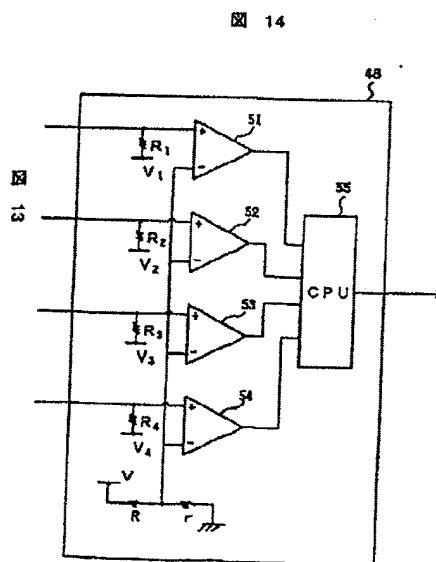 図 14
48
51
R₁
V₁
図 13
52
55
R₂
V₂
CPU
53
R₃
V₃
54
R₄
V₄
V
R
r